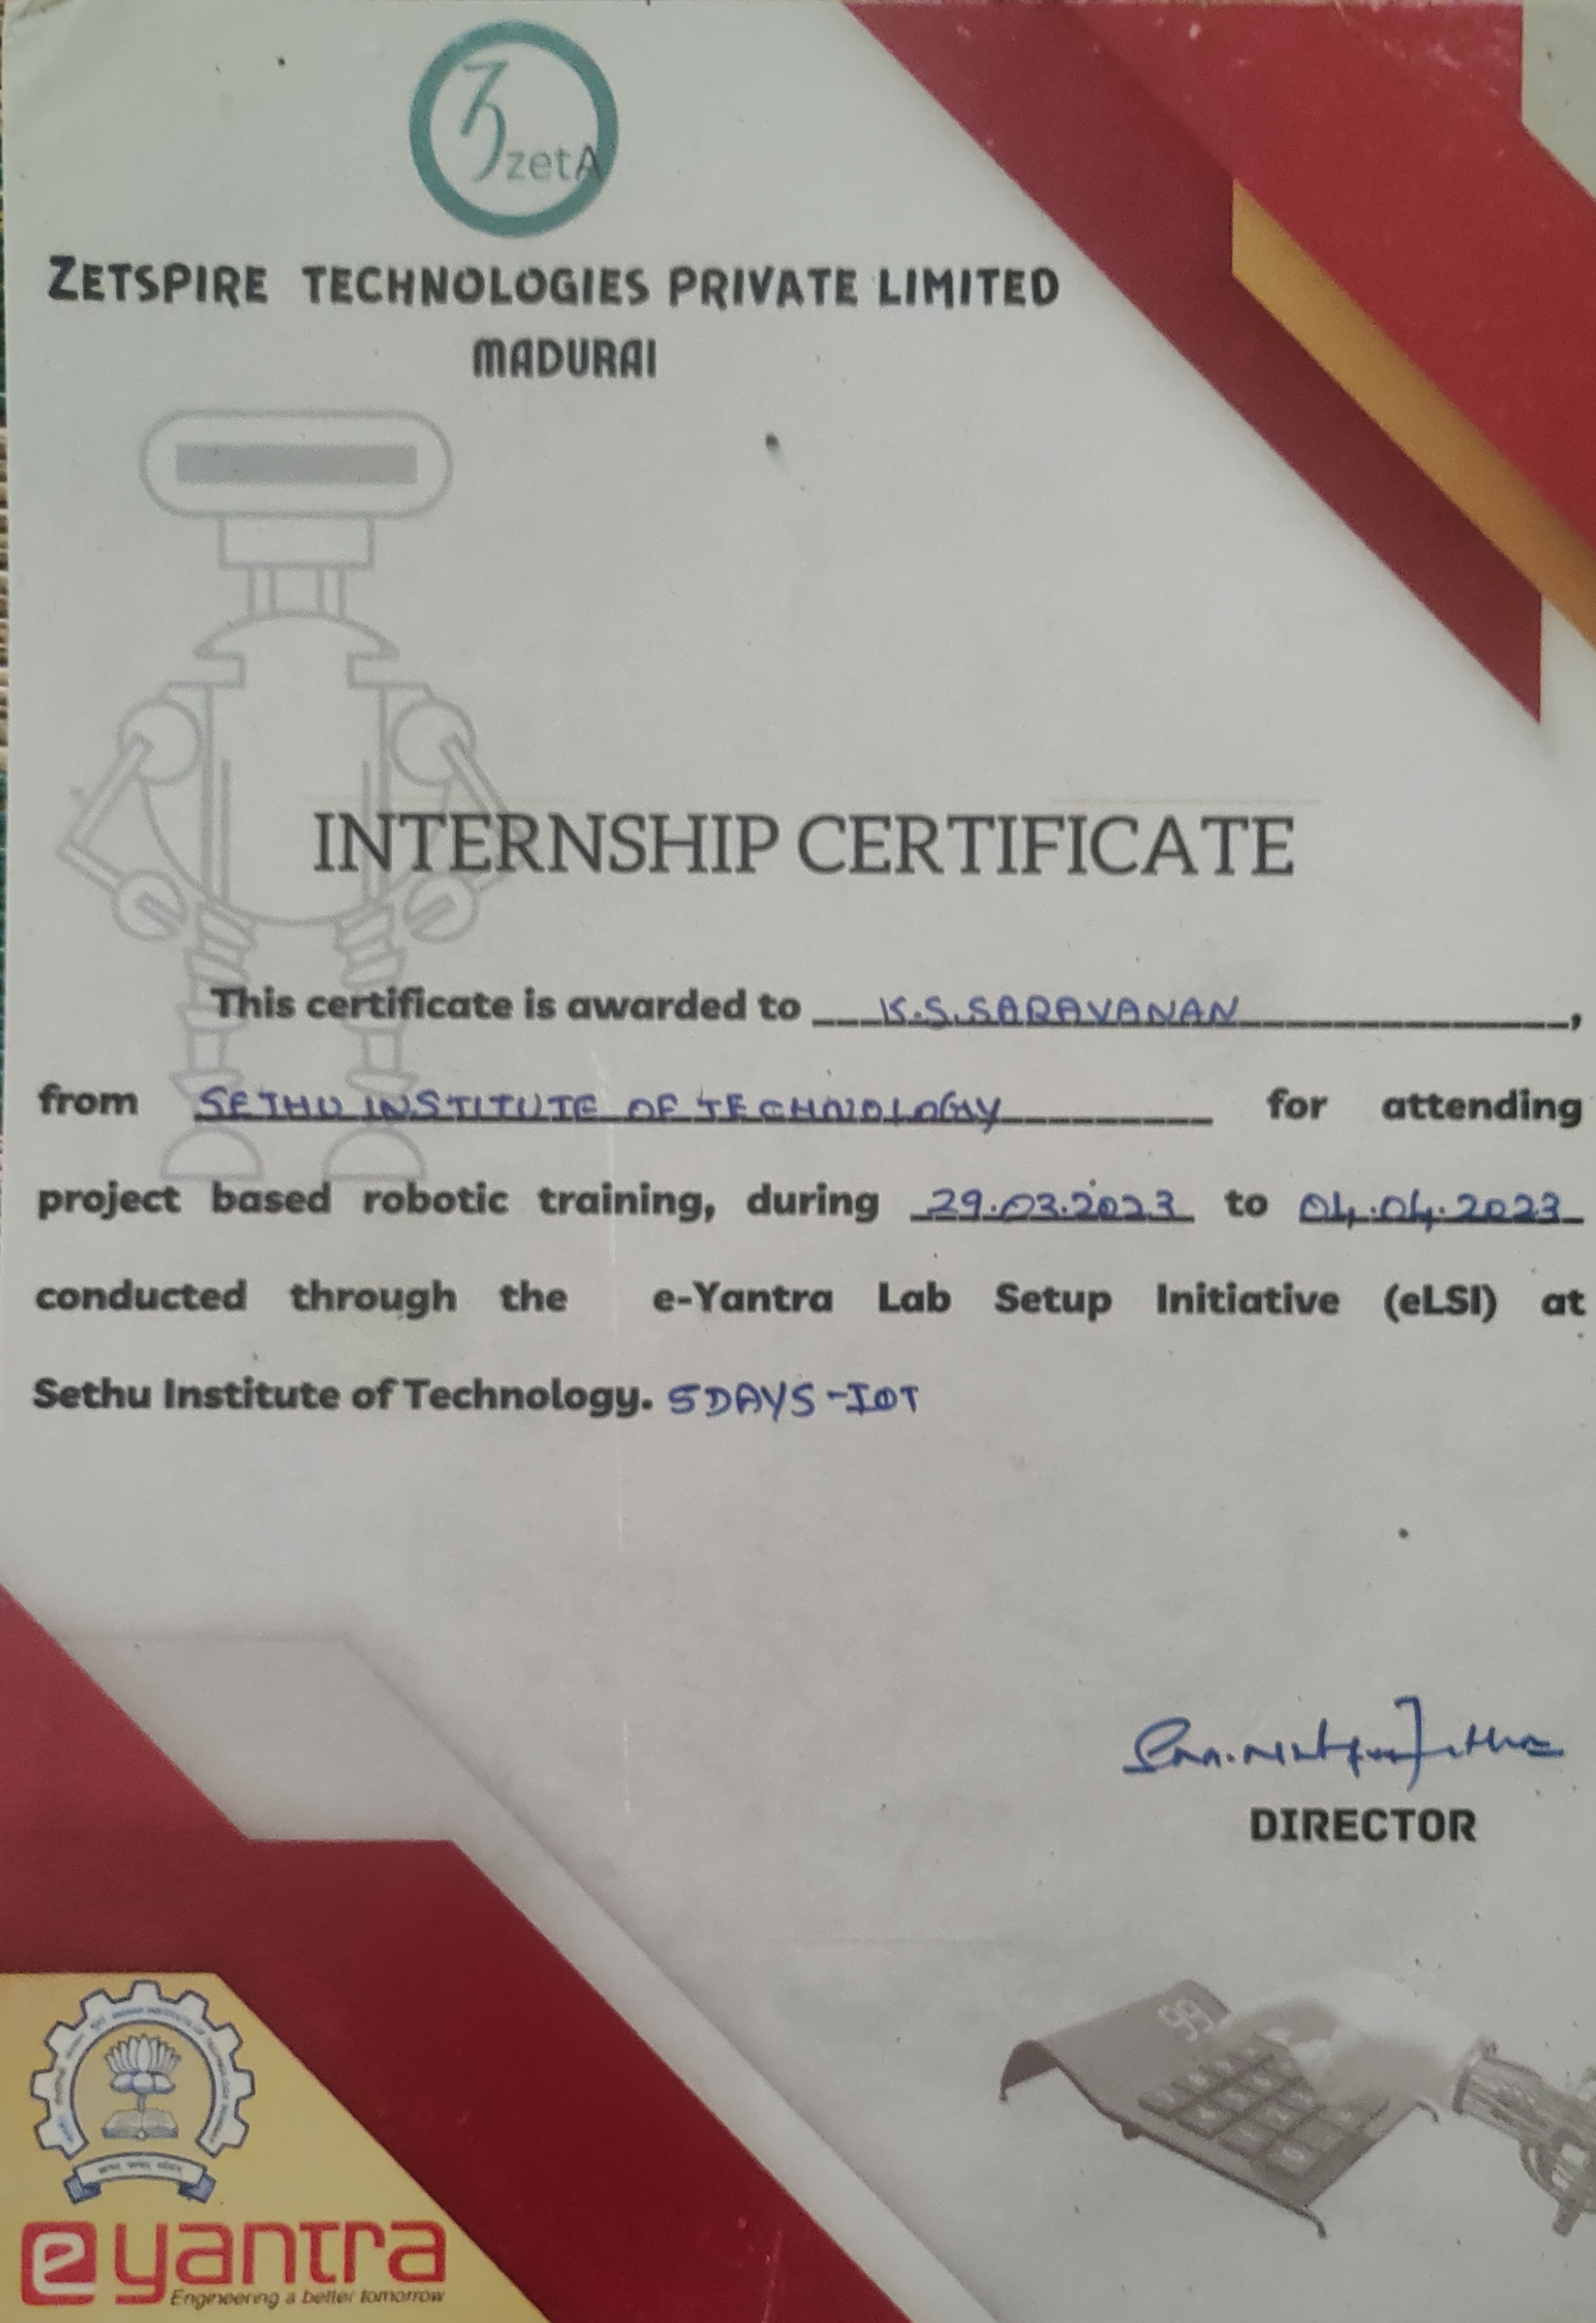 zetA
ZETSPIRE TECHNOLOGIES PRIVATE LIMITED
MADURAI
INTERNSHIP CERTIFICATE
This certificate is awarded to K.S.SARAVANAN,
from SETHU INSTITUTE OF TECHNOLOGY for attending
project based robotic training, during 29.03.2023 to 04.04.2023
conducted through the e-Yantra Lab Setup Initiative (eLSI) at
Sethu Institute of Technology. 5DAYS-IOT
DIRECTOR
e yantra
Engineering a better tomorrow